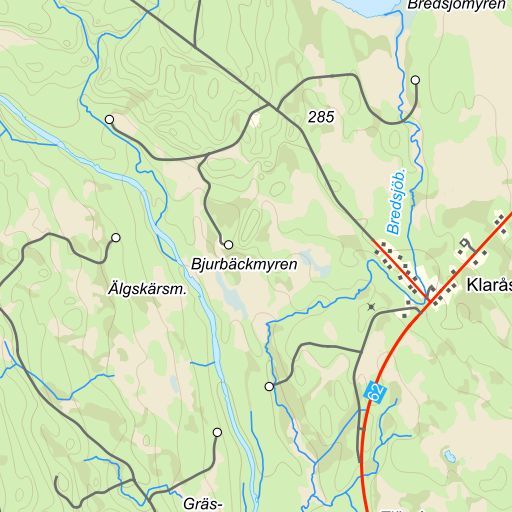 Bredsjömyren
285
Bredsjöb.
Bjurbäckmyren
Älgskärsm.
Klarås
62
Gräs-